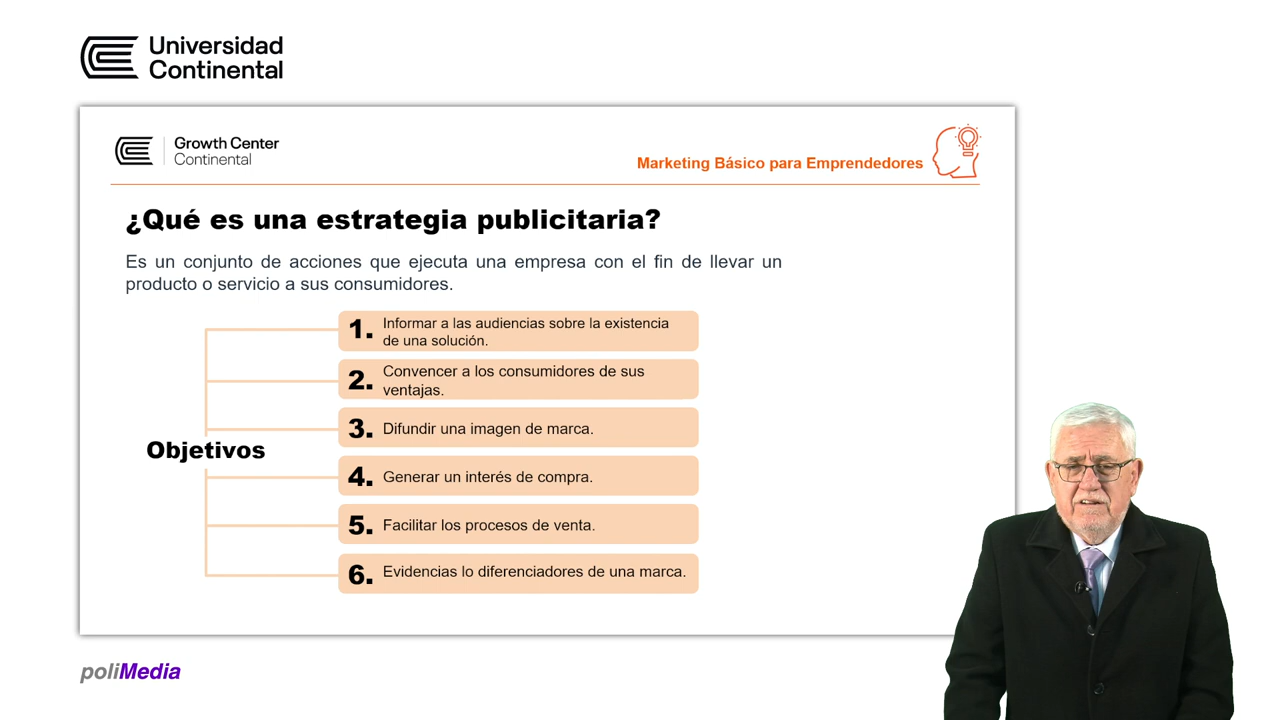 Universidad
Continental
Growth Center
Continental
Marketing Básico para Emprendedores
¿Qué es una estrategia publicitaria?
Es un conjunto de acciones que ejecuta una empresa con el fin de llevar un
producto o servicio a sus consumidores.
Objetivos
1. Informar a las audiencias sobre la existencia
de una solución.
2. Convencer a los consumidores de sus
ventajas.
3. Difundir una imagen de marca.
4. Generar un interés de compra.
5. Facilitar los procesos de venta.
6. Evidencias lo diferenciadores de una marca.
poliMedia